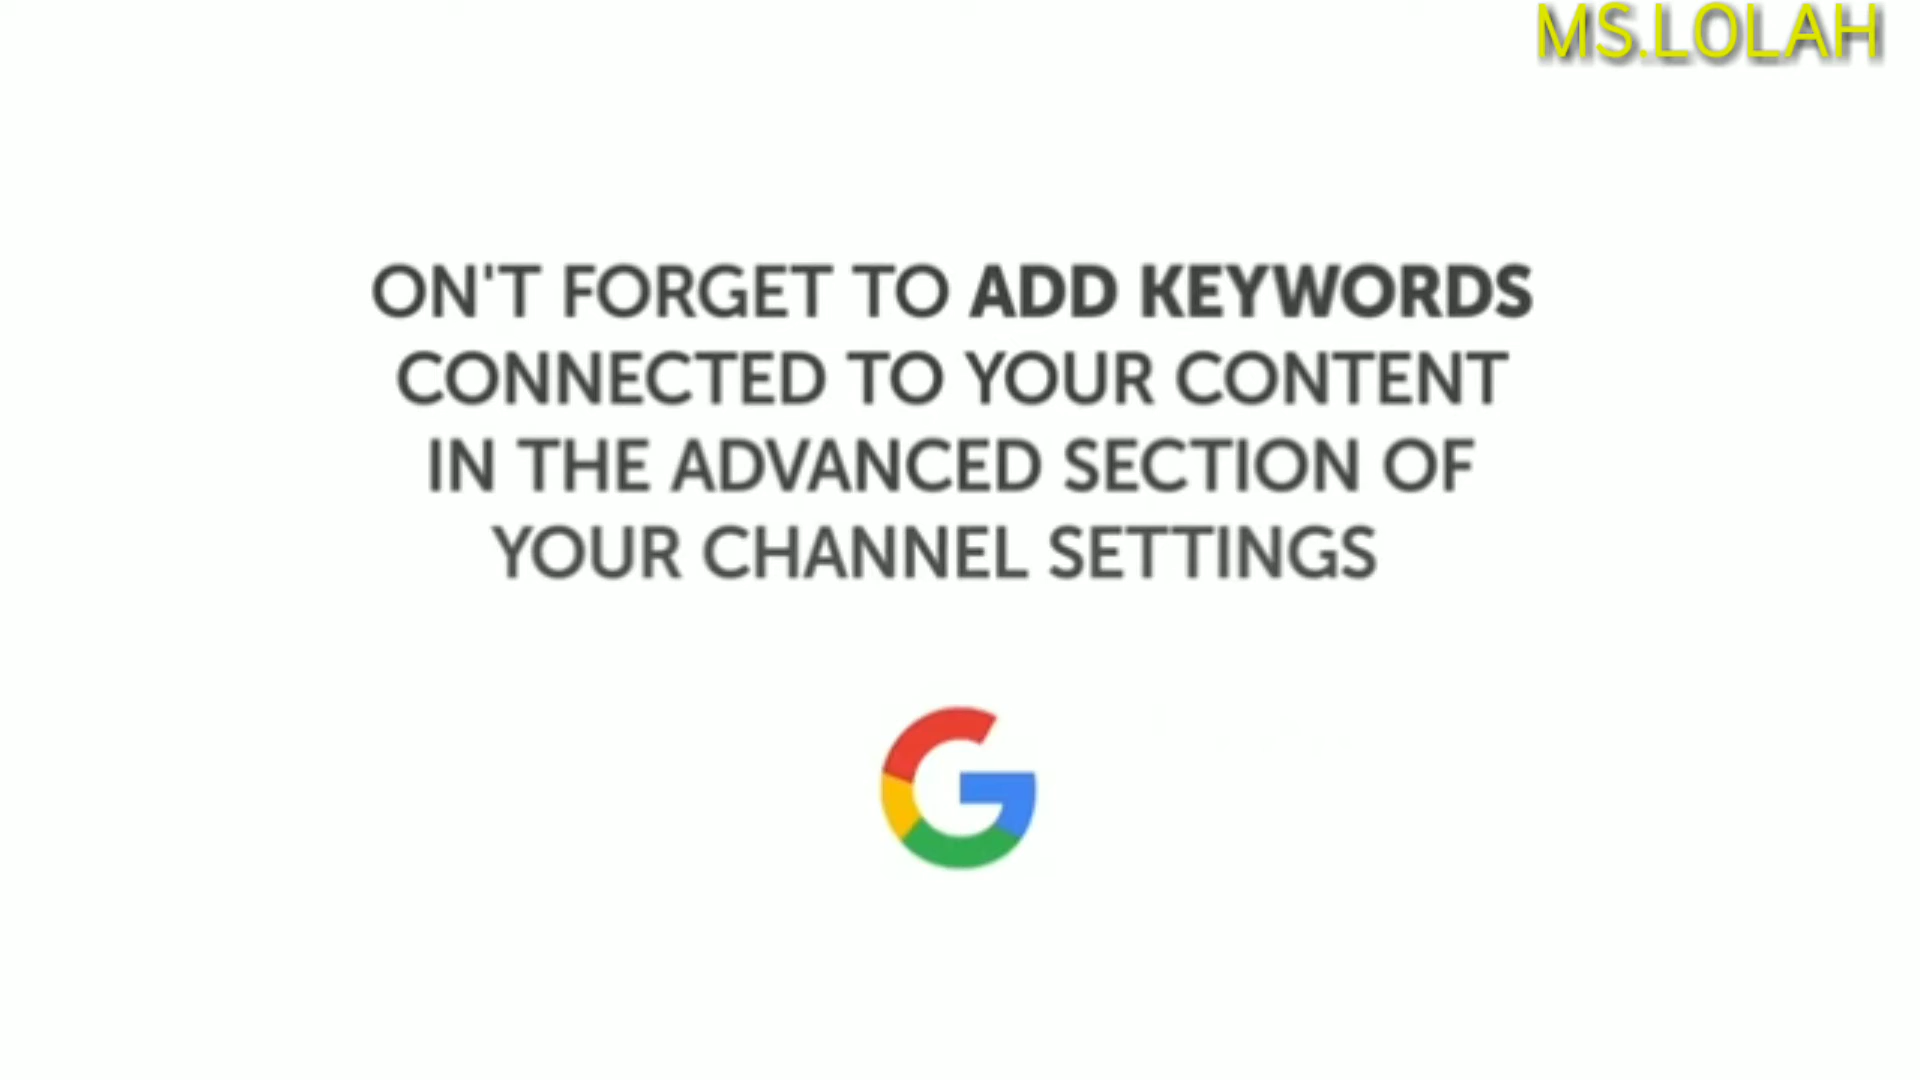 MS.LOLAH
ON'T FORGET TO ADD KEYWORDS
CONNECTED TO YOUR CONTENT
IN THE ADVANCED SECTION OF
YOUR CHANNEL SETTINGS
G